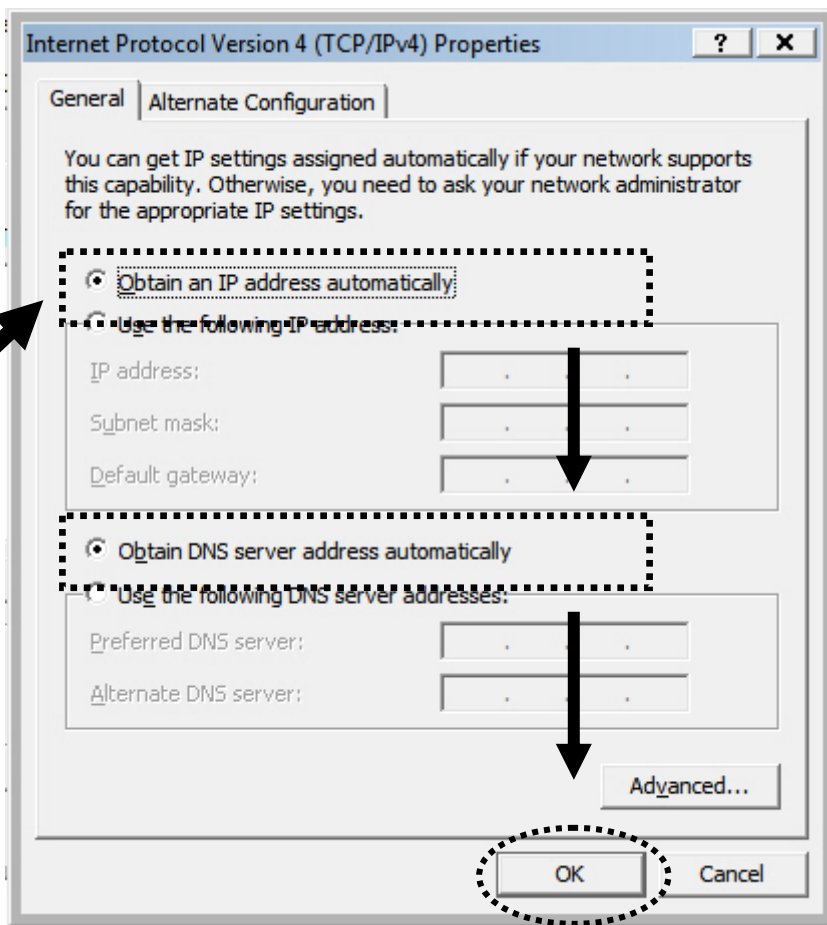 Internet Protocol Version 4 (TCP/IPv4) Properties
? x
General Alternate Configuration
You can get IP settings assigned automatically if your network supports
this capability. Otherwise, you need to ask your network administrator
for the appropriate IP settings.
Obtain an IP address automatically
Use the following IP address:
IP address:
Subnet mask:
Default gateway:
Obtain DNS server address automatically
Use the following DNS server addresses:
Preferred DNS server:
Alternate DNS server:
Advanced...
OK Cancel